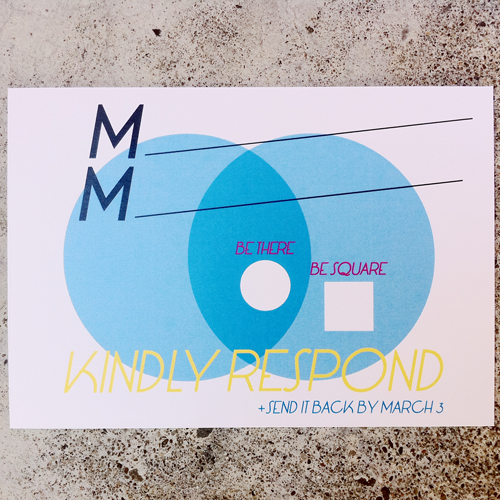 M
M
BE THERE
BE SQUARE
KINDLY RESPOND
+SEND IT BACK BY MARCH 3